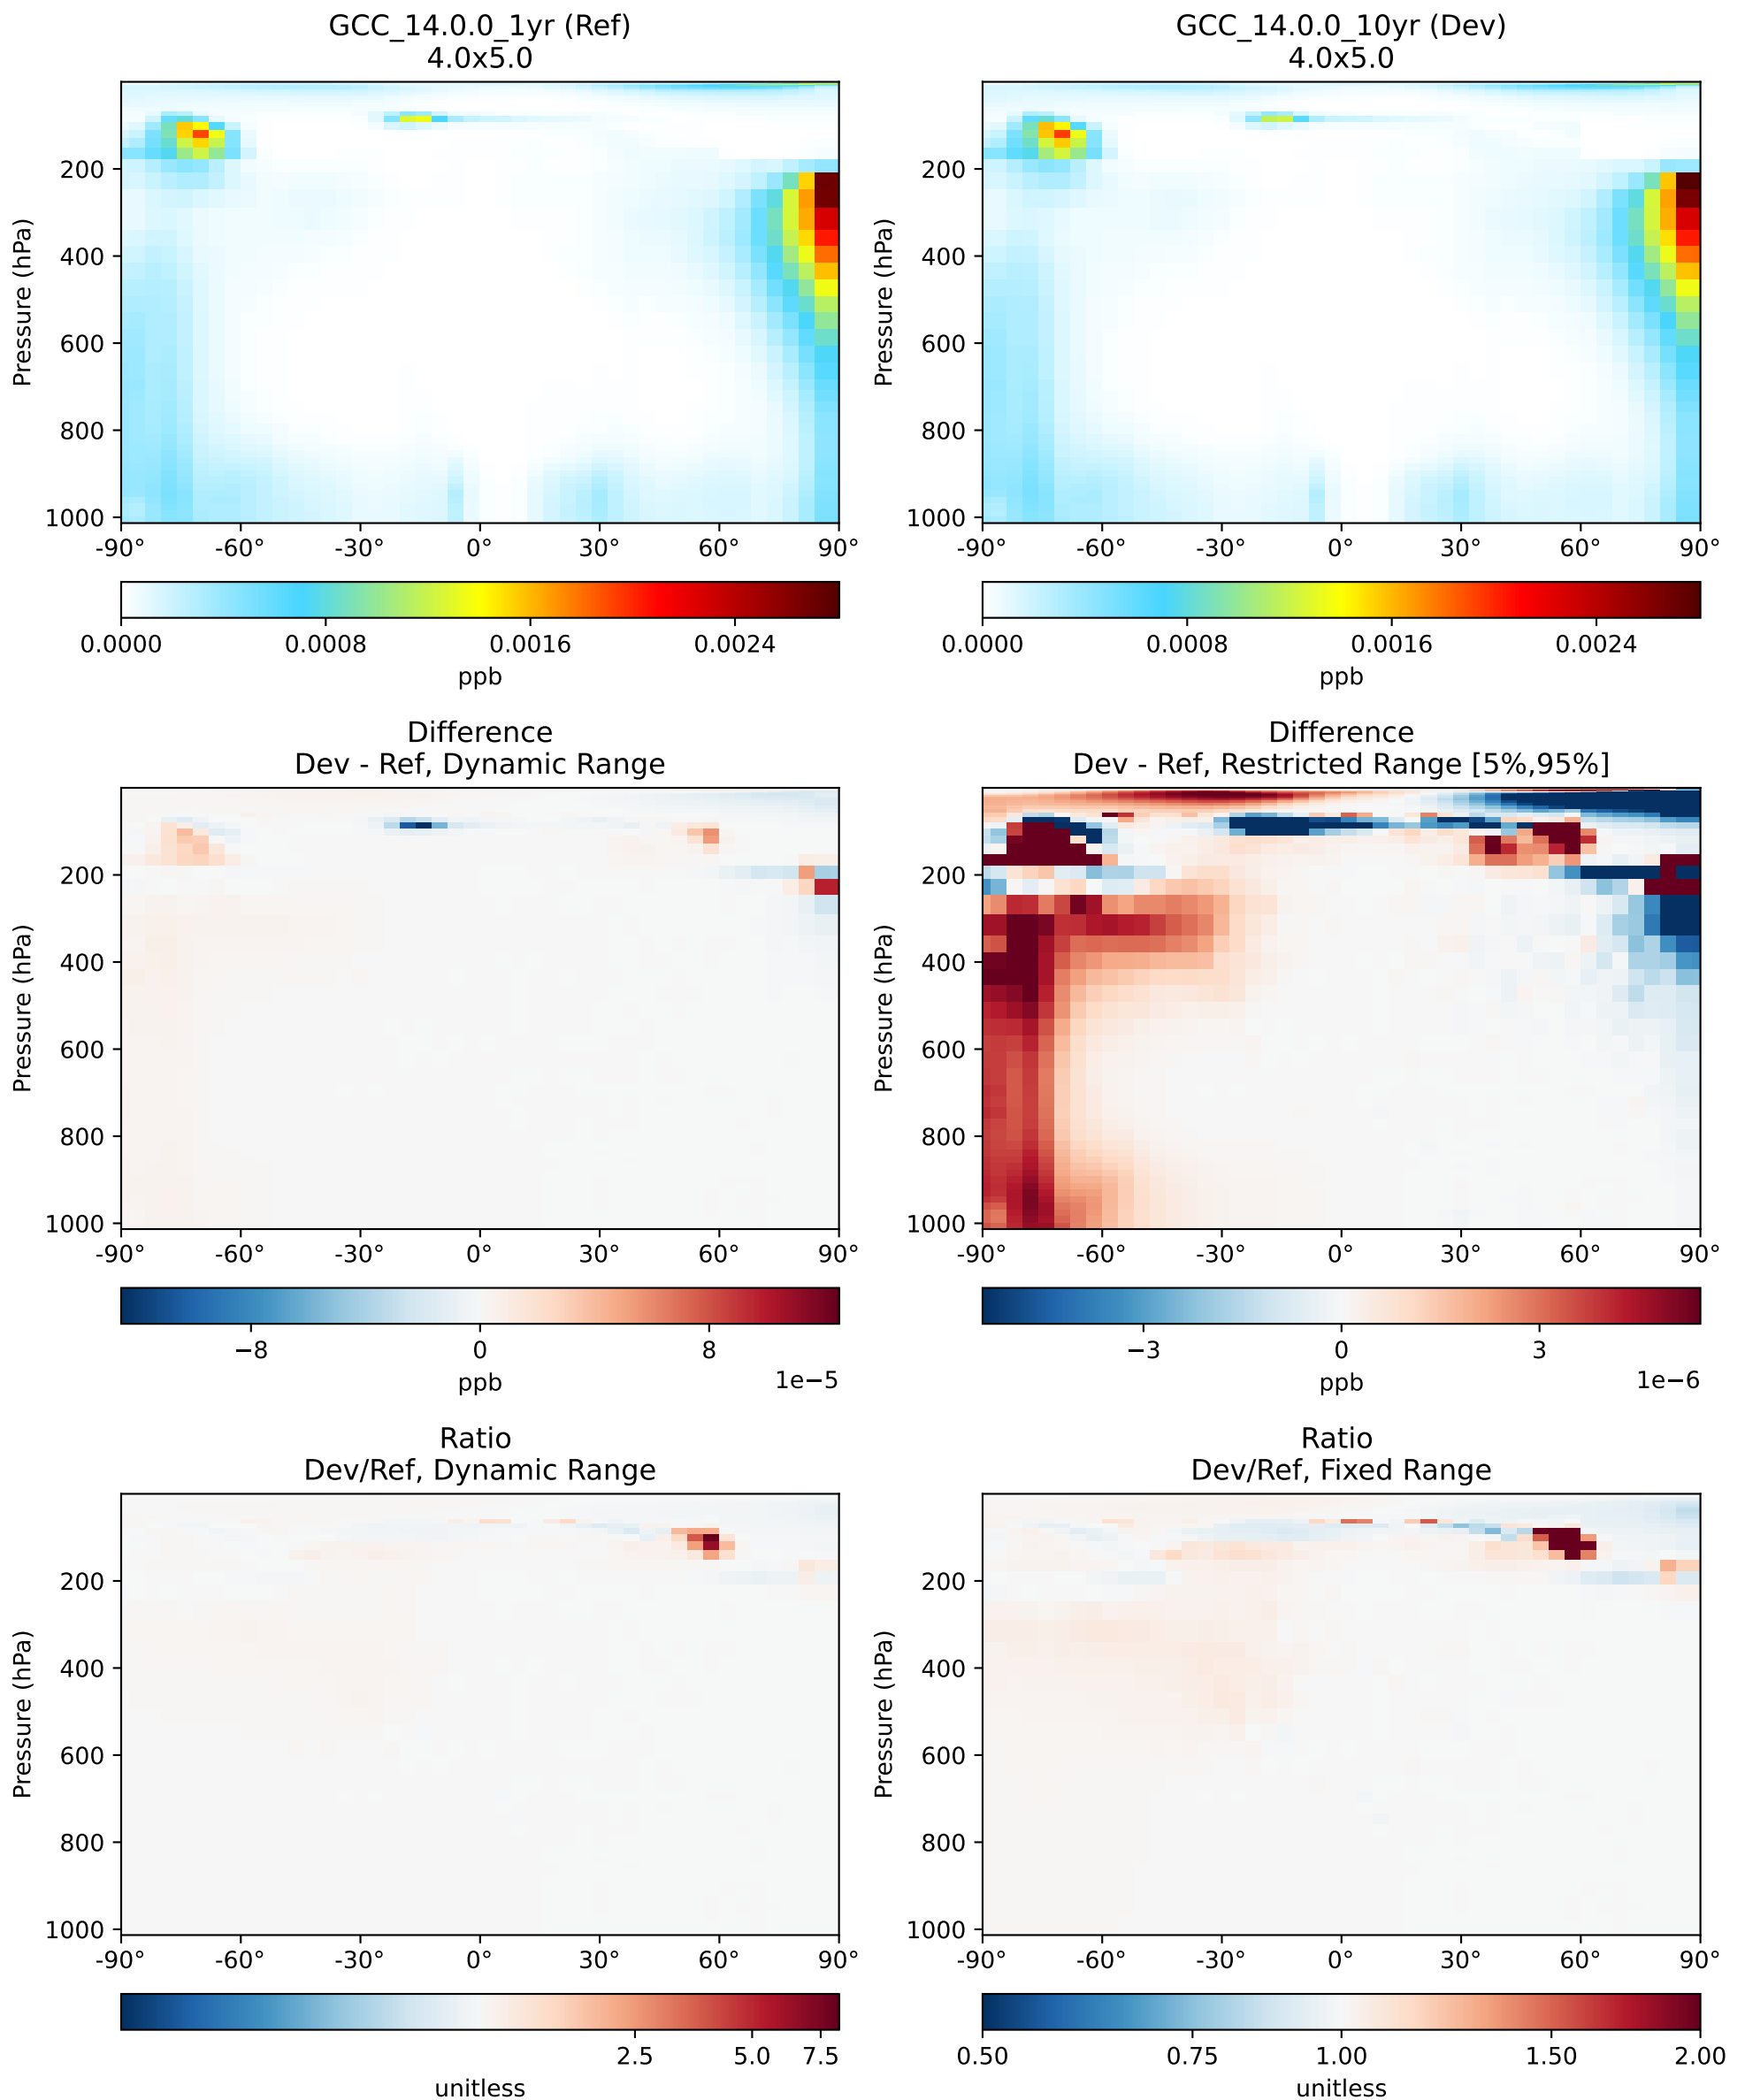 GCC_14.0.0_1yr (Ref)
4.0x5.0
Pressure (hPa)
200
400
600
800
1000
-90° -60° -30° 0° 30° 60° 90°
0.0000 0.0008 0.0016 0.0024
ppb
GCC_14.0.0_10yr (Dev)
4.0x5.0
Pressure (hPa)
200
400
600
800
1000
-90° -60° -30° 0° 30° 60° 90°
0.0000 0.0008 0.0016 0.0024
ppb
Difference
Dev - Ref, Dynamic Range
Pressure (hPa)
200
400
600
800
1000
-90° -60° -30° 0° 30° 60° 90°
−8 0 8
ppb
1e−5
Difference
Dev - Ref, Restricted Range [5%,95%]
Pressure (hPa)
200
400
600
800
1000
-90° -60° -30° 0° 30° 60° 90°
−3 0 3
ppb
1e−6
Ratio
Dev/Ref, Dynamic Range
Pressure (hPa)
200
400
600
800
1000
-90° -60° -30° 0° 30° 60° 90°
2.5 5.0 7.5
unitless
Ratio
Dev/Ref, Fixed Range
Pressure (hPa)
200
400
600
800
1000
-90° -60° -30° 0° 30° 60° 90°
0.50 0.75 1.00 1.50 2.00
unitless